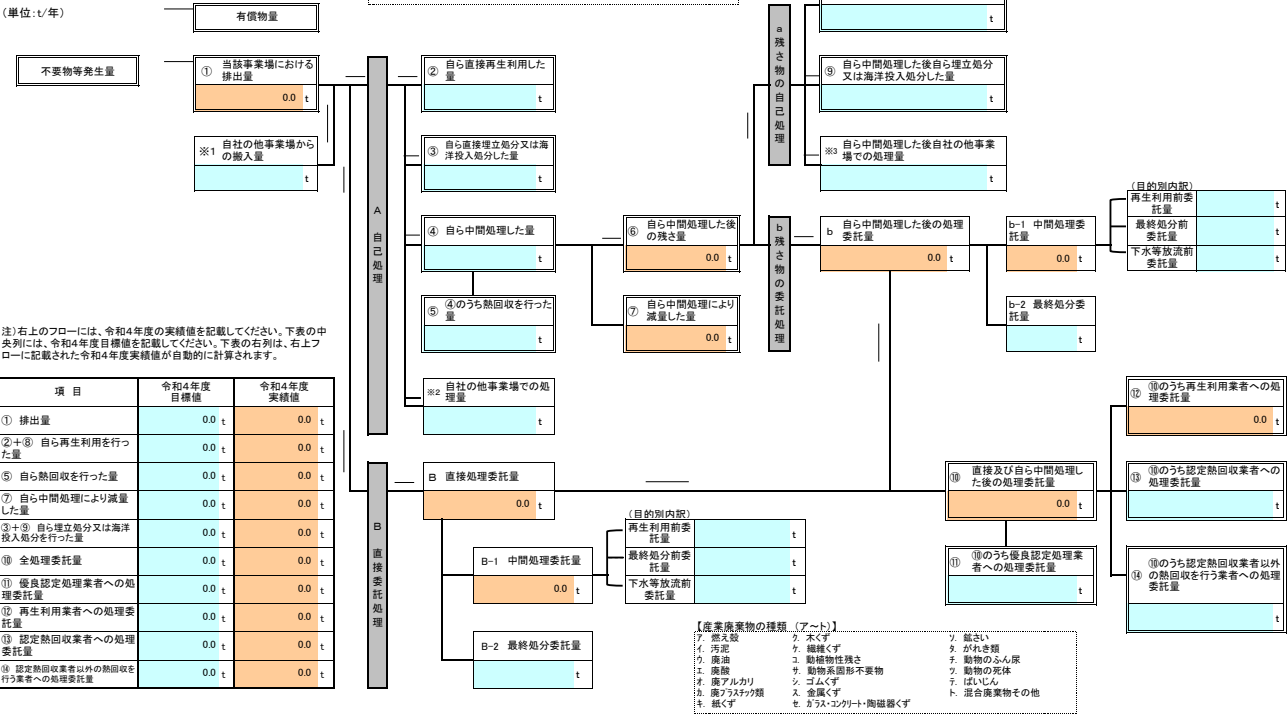 (単位:t/年)
有償物量
不要物等発生量
① 当該事業場における
排出量
0.0 t
※1 自社の他事業場から
の搬入量
t
A
自
己
処
理
② 自ら直接再生利用した
量
t
③ 自ら直接埋立処分又は海
洋投入処分した量
t
④ 自ら中間処理した量
t
⑤ ④のうち熱回収を行った
量
t
※2 自社の他事業場での処
理量
t
⑥ 自ら中間処理した後
の残さ量
0.0 t
⑦ 自ら中間処理により
減量した量
0.0 t
a
残
さ
物
の
自
己
処
理
t
⑨ 自ら中間処理した後自ら埋立処分
又は海洋投入処分した量
t
※3 自ら中間処理した後自社の他事業
場での処理量
t
b
残
さ
物
の
委
託
処
理
b 自ら中間処理した後の処理
委託量
0.0 t
b-1 中間処理委
託量
0.0 t
b-2 最終処分委
託量
t
(目的別内訳)
再生利用前委
託量
t
最終処分前
委託量
t
下水等放流前
委託量
t
注)右上のフローには、令和4年度の実績値を記載してください。下表の中
央列には、令和4年度目標値を記載してください。下表の右列は、右上フ
ローに記載された令和4年度実績値が自動的に計算されます。
項 目
令和4年度
目標値
令和4年度
実績値
① 排出量 0.0 t 0.0 t
②+⑧ 自ら再生利用を行っ
た量 0.0 t 0.0 t
⑤ 自ら熱回収を行った量 0.0 t 0.0 t
⑦ 自ら中間処理により減量
した量 0.0 t 0.0 t
③+⑨ 自ら埋立処分又は海洋
投入処分を行った量 0.0 t 0.0 t
⑩ 全処理委託量 0.0 t 0.0 t
⑪ 優良認定処理業者への処
理委託量 0.0 t 0.0 t
⑫ 再生利用業者への処理委
託量 0.0 t 0.0 t
⑬ 認定熱回収業者への処理
委託量 0.0 t 0.0 t
⑭ 認定熱回収業者以外の熱回収を
行う業者への処理委託量 0.0 t 0.0 t
B
直
接
委
託
処
理
B 直接処理委託量
0.0 t
B-1 中間処理委託量
0.0 t
B-2 最終処分委託量
t
(目的別内訳)
再生利用前委
託量
t
最終処分前委
託量
t
下水等放流前
委託量
t
⑩ 直接及び自ら中間処理し
た後の処理委託量
0.0 t
⑪ ⑩のうち優良認定処理業
者への処理委託量
t
⑫ ⑩のうち再生利用業者への処
理委託量
0.0 t
⑬ ⑩のうち認定熱回収業者への
処理委託量
t
⑭ ⑩のうち認定熱回収業者以外
の熱回収を行う業者への処理
委託量
t
【産業廃棄物の種類 (ア~ト)】
ア. 燃え殻 ク. 木くず ソ. 鉱さい
イ. 汚泥 ケ. 繊維くず タ. がれき類
ウ. 廃油 コ. 動植物性残さ チ. 動物のふん尿
エ. 廃酸 サ. 動物系固形不要物 ツ. 動物の死体
オ. 廃アルカリ シ. ゴムくず テ. ばいじん
カ. 廃プラスチック類 ス. 金属くず ト. 混合廃棄物その他
キ. 紙くず セ. ガラス・コンクリート・陶磁器くず